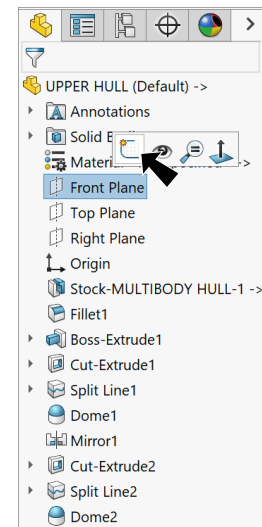 UPPER HULL (Default) ->
Annotations
Solid
Material ->
Front Plane
Top Plane
Right Plane
Origin
Stock-MULTIBODY HULL-1 ->
Fillet1
Boss-Extrude1
Cut-Extrude1
Split Line1
Dome1
Mirror1
Cut-Extrude2
Split Line2
Dome2